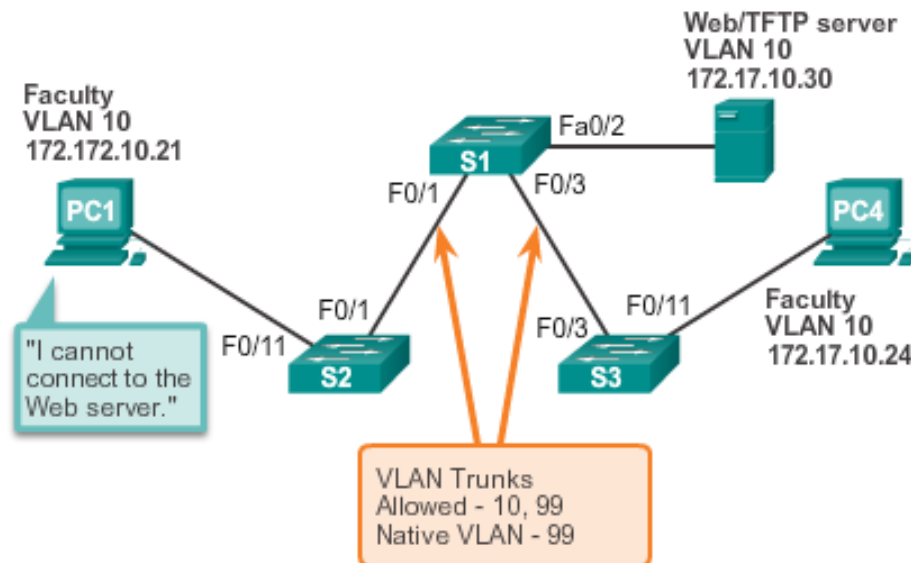 Web/TFTP server
VLAN 10
172.17.10.30
Faculty
VLAN 10
172.172.10.21
Fa0/2
S1
F0/1
F0/3
PC1
PC4
F0/1
F0/11
F0/3
F0/11
S2
S3
Faculty
VLAN 10
172.17.10.24
"I cannot
connect to the
Web server."
VLAN Trunks
Allowed - 10, 99
Native VLAN - 99